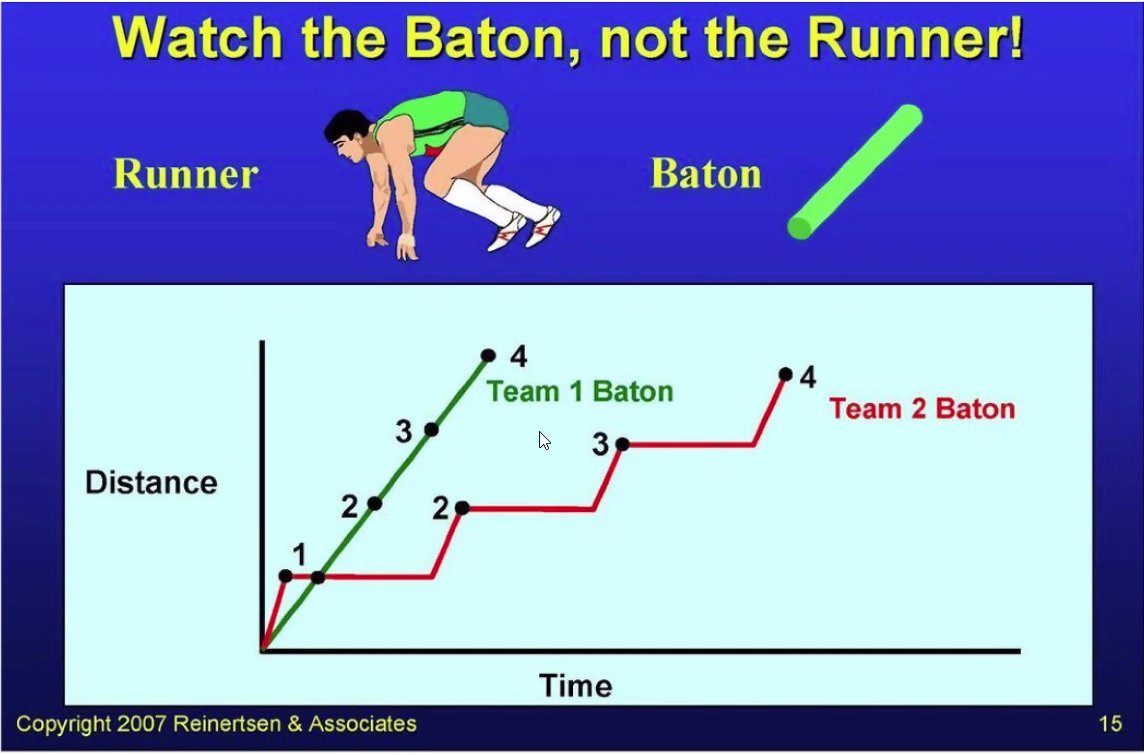 Watch the Baton, not the Runner!
Runner
Baton
4
Team 1 Baton
4
Team 2 Baton
3
3
Distance
2
2
1
Time
Copyright 2007 Reinertsen & Associates
15